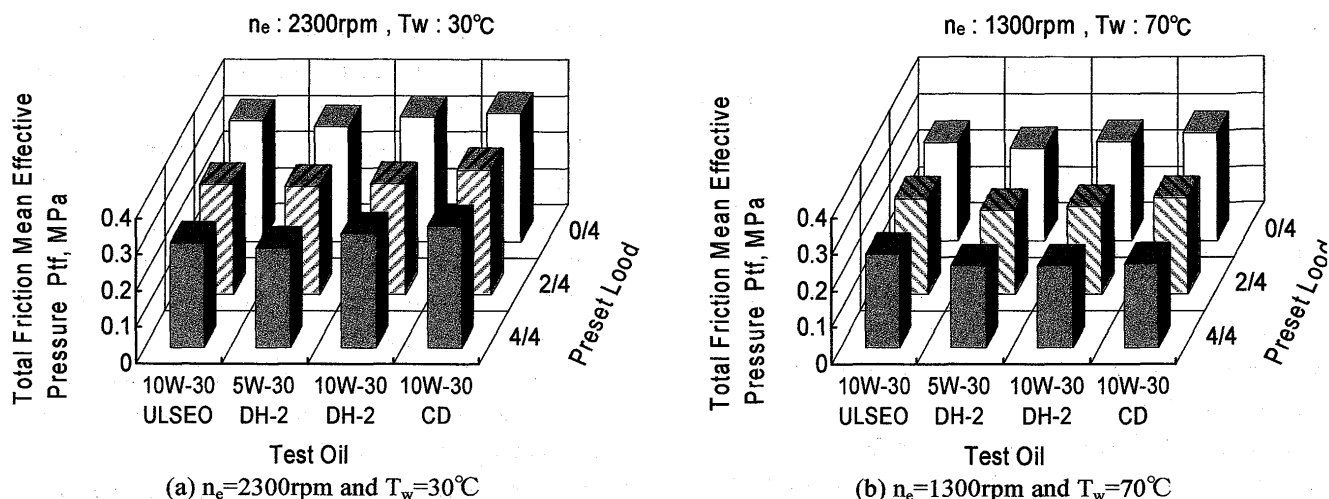 nₑ : 2300rpm , Tw : 30℃
Total Friction Mean Effective
Pressure Ptf, MPa
0.4
0.3
0.2
0.1
0
0/4
2/4
4/4
Preset Lood
10W-30 5W-30 10W-30 10W-30
ULSEO DH-2 DH-2 CD
Test Oil
(a) nₑ=2300rpm and T_w=30℃
nₑ : 1300rpm , Tw : 70℃
Total Friction Mean Effective
Pressure Ptf, MPa
0.4
0.3
0.2
0.1
0
0/4
2/4
4/4
Preset Lood
10W-30 5W-30 10W-30 10W-30
ULSEO DH-2 DH-2 CD
Test Oil
(b) nₑ=1300rpm and T_w=70℃